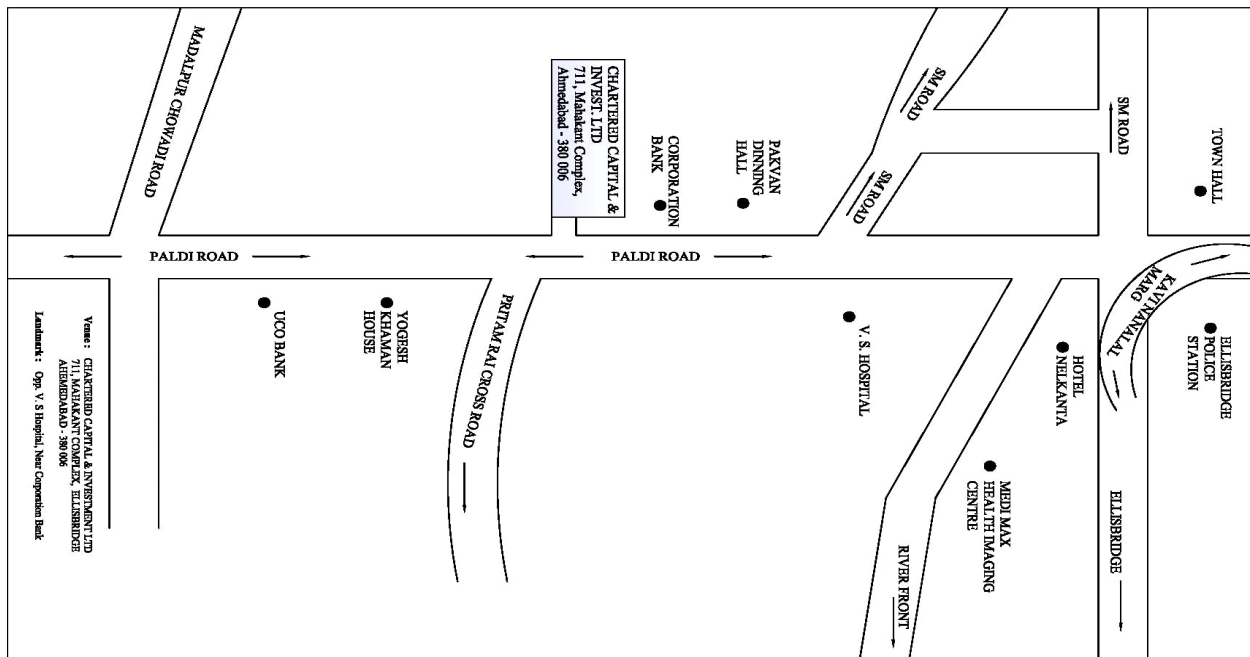 MADALPUR CHOWADI ROAD
CHARTERED CAPITAL &
INVEST. LTD
711, Mahakant Complex,
Ahmedabad - 380 006
CORPORATION
BANK
PAKVAN
DINNING
HALL
SM ROAD
SM ROAD
SM ROAD
TOWN HALL
PALDI ROAD
PALDI ROAD
KAVI NANALAL
MARG
UCO BANK
YOGESH
KHAMAN
HOUSE
PRITAM RAI CROSS ROAD
V. S. HOSPITAL
HOTEL
NELKANTA
ELLISBRIDGE
POLICE
STATION
MEDI MAX
HEALTH IMAGING
CENTRE
RIVER FRONT
ELLISBRIDGE
Venue : CHARTERED CAPITAL & INVESTMENT LTD
711, MAHAKANT COMPLEX, ELLISBRIDGE
AHEMEDABAD - 380 006
Landmark : Opp. V. S Hospital, Near Corporation Bank